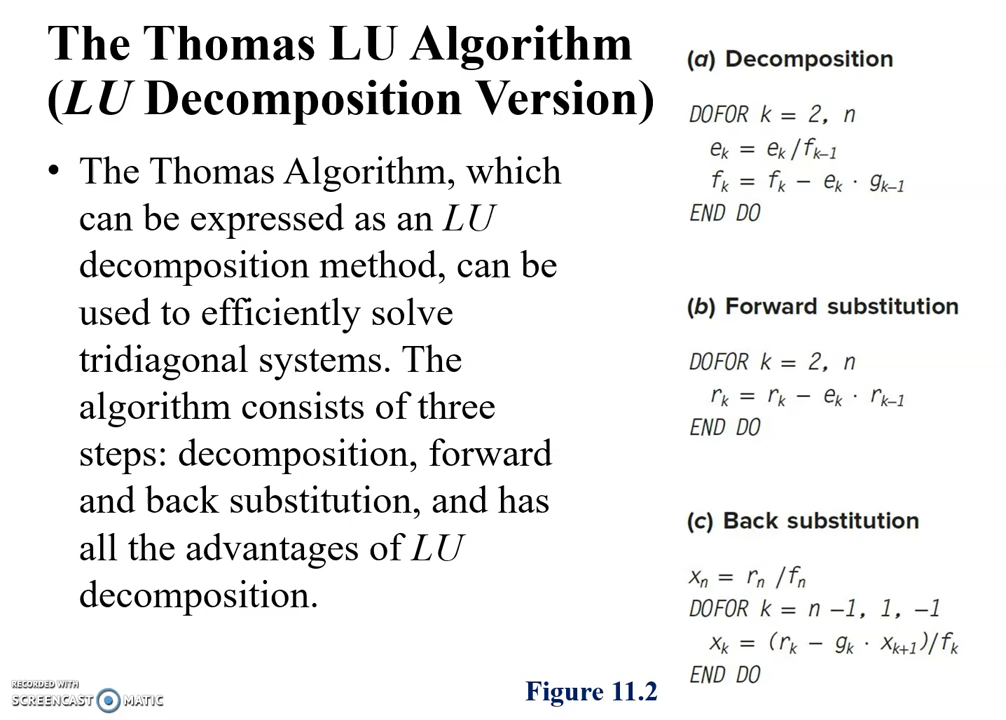 The Thomas LU Algorithm
(LU Decomposition Version)
• The Thomas Algorithm, which
can be expressed as an LU
decomposition method, can be
used to efficiently solve
tridiagonal systems. The
algorithm consists of three
steps: decomposition, forward
and back substitution, and has
all the advantages of LU
decomposition.
(a) Decomposition
DOFOR k = 2, n
eₖ = eₖ/fₖ₋₁
fₖ = fₖ − eₖ · gₖ₋₁
END DO
(b) Forward substitution
DOFOR k = 2, n
rₖ = rₖ − eₖ · rₖ₋₁
END DO
(c) Back substitution
xₙ = rₙ /fₙ
DOFOR k = n −1, 1, −1
xₖ = (rₖ − gₖ · xₖ₊₁)/fₖ
END DO
Figure 11.2
RECORDED WITH
SCREENCAST MATIC